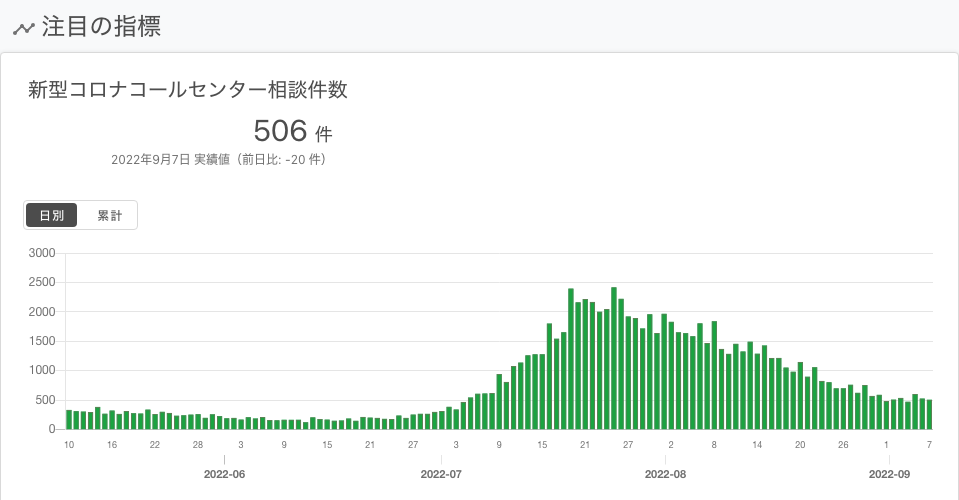 注目の指標
新型コロナコールセンター相談件数
506 件
2022年9月7日 実績値（前日比: -20 件）
日別 累計
3000
2500
2000
1500
1000
500
0
10 16 22 28 3 9 15 21 27 3 9 15 21 27 2 8 14 20 26 1 7
2022-06 2022-07 2022-08 2022-09